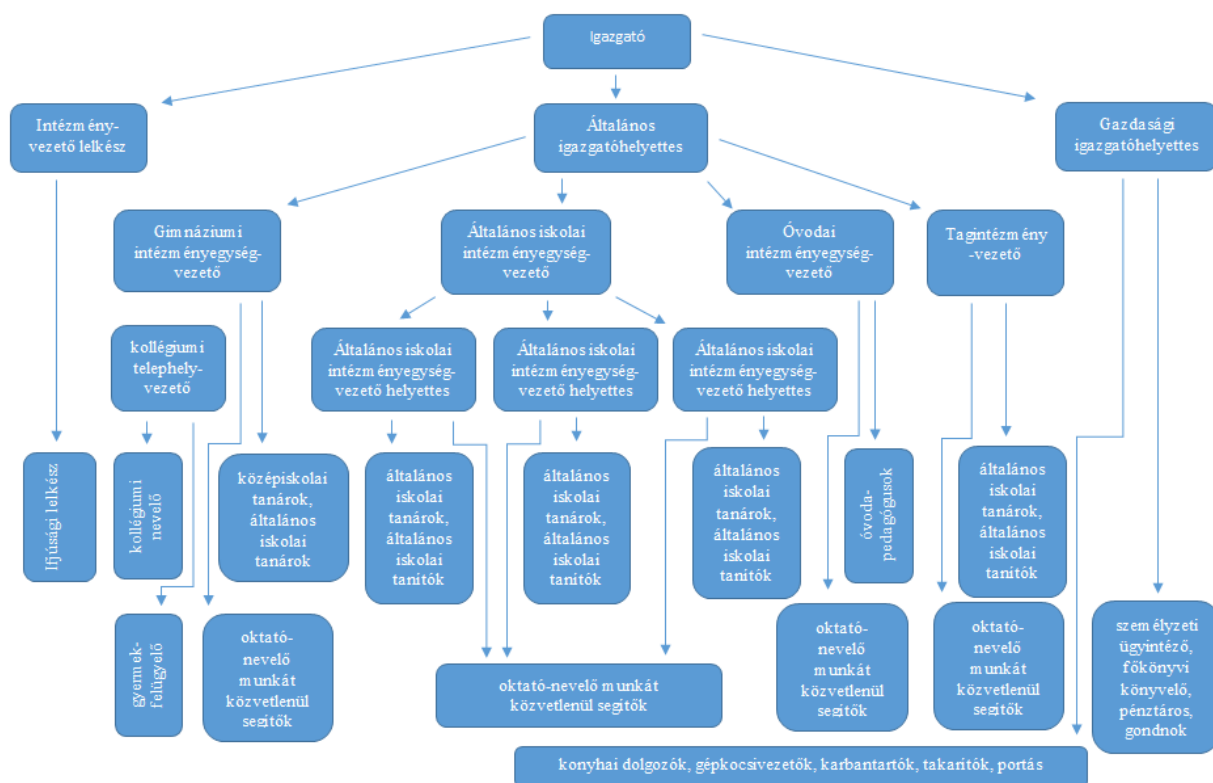 Igazgató
Intézmény-
vezető lelkész
Általános
igazgatóhelyettes
Gazdasági
igazgatóhelyettes
Gimnáziumi
intézményegység-
vezető
Általános iskolai
intézményegység-
vezető
Óvodai
intézményegység-
vezető
Tagintézmény
-vezető
kollégiumi
telephely-
vezető
Általános iskolai
intézményegység-
vezető helyettes
Általános iskolai
intézményegység-
vezető helyettes
Általános iskolai
intézményegység-
vezető helyettes
Ifjúsági lelkész
kollégiumi
nevelő
középiskolai
tanárok,
általános
iskolai
tanárok
általános
iskolai
tanárok,
általános
iskolai
tanítók
általános
iskolai
tanárok,
általános
iskolai
tanítók
általános
iskolai
tanárok,
általános
iskolai
tanítók
óvoda-
pedagógusok
általános
iskolai
tanárok,
általános
iskolai
tanítók
gyermek-
felügyelő
oktató-
nevelő
munkát
közvetlenül
segítők
oktató-nevelő munkát
közvetlenül segítők
oktató-
nevelő
munkát
közvetlenül
segítők
oktató-
nevelő
munkát
közvetlenül
segítők
személyzeti
ügyintéző,
főkönyvi
könyvelő,
pénztáros,
gondnok
konyhai dolgozók, gépkocsivezetők, karbantartók, takarítók, portás